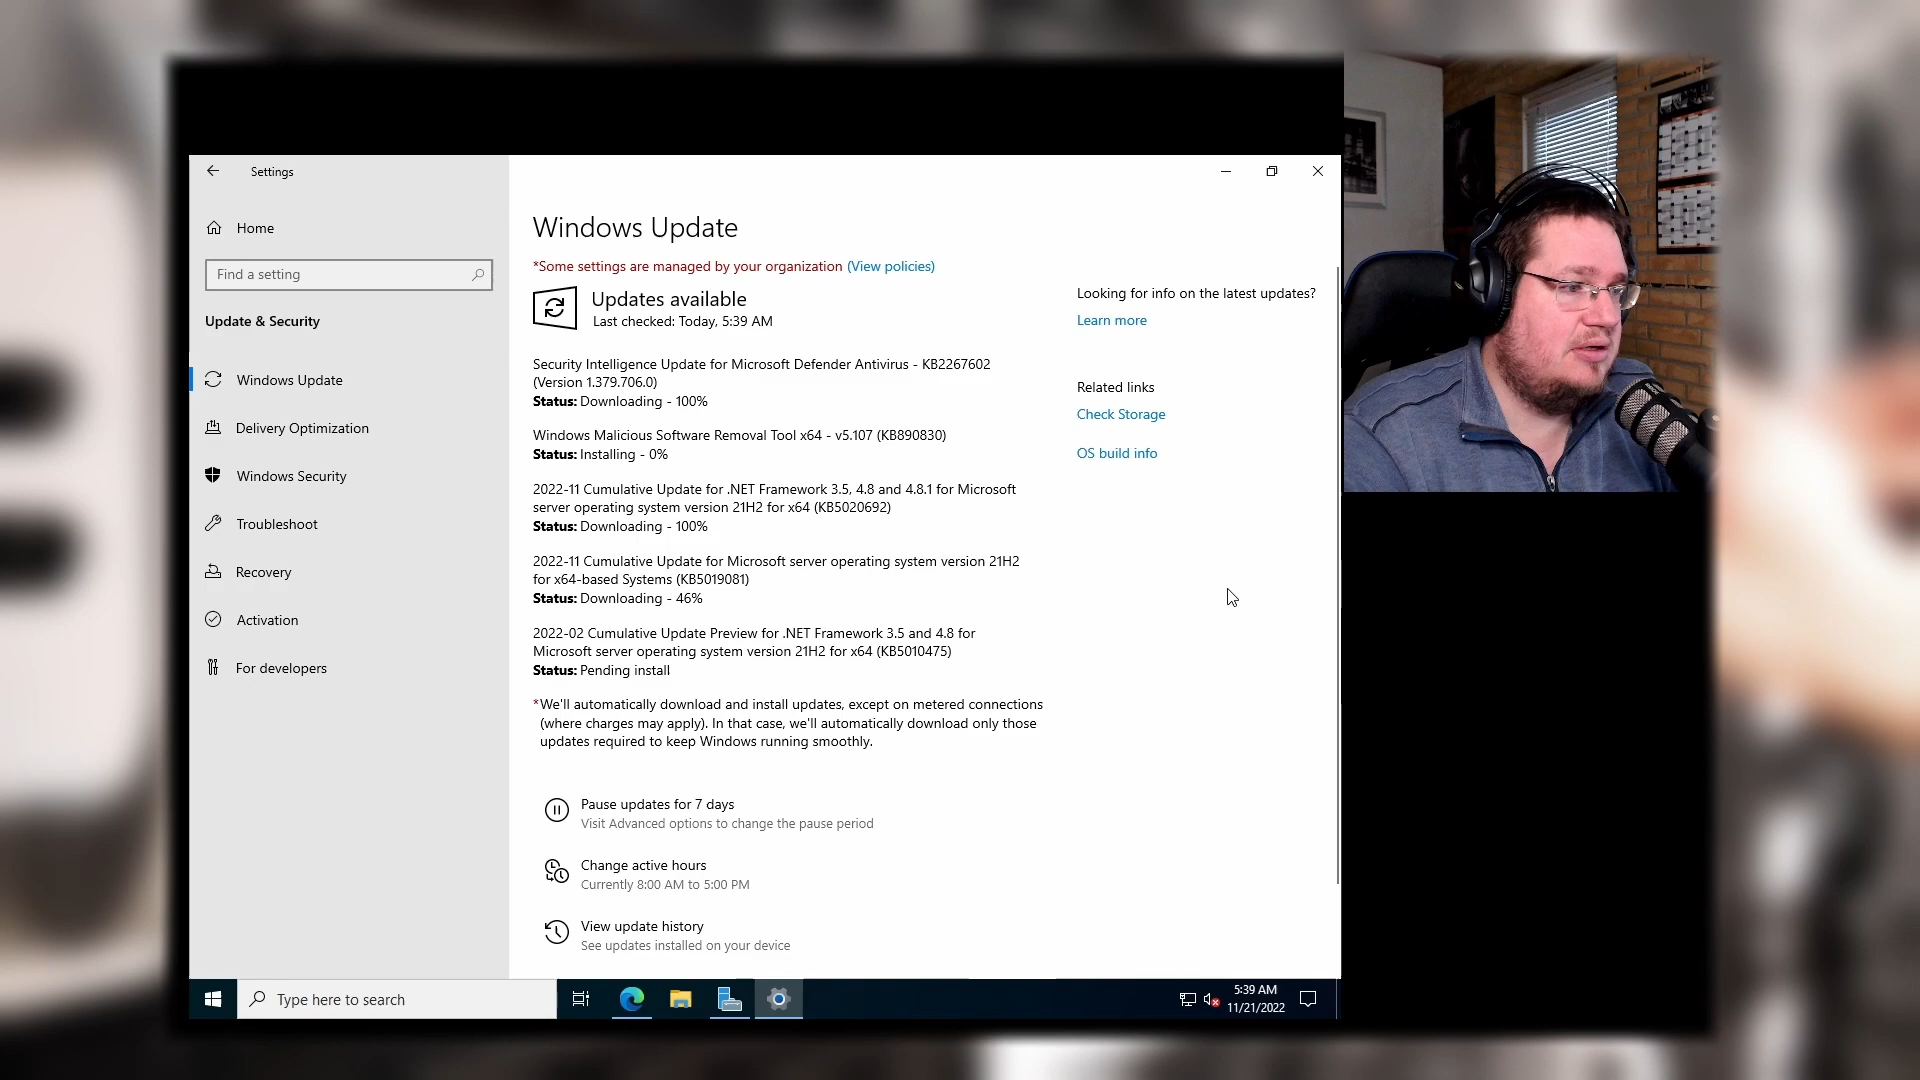 Settings
Home
Find a setting
Update & Security
Windows Update
Delivery Optimization
Windows Security
Troubleshoot
Recovery
Activation
For developers
Windows Update
*Some settings are managed by your organization (View policies)
Updates available
Last checked: Today, 5:39 AM
Security Intelligence Update for Microsoft Defender Antivirus - KB2267602
(Version 1.379.706.0)
Status: Downloading - 100%
Windows Malicious Software Removal Tool x64 - v5.107 (KB890830)
Status: Installing - 0%
2022-11 Cumulative Update for .NET Framework 3.5, 4.8 and 4.8.1 for Microsoft
server operating system version 21H2 for x64 (KB5020692)
Status: Downloading - 100%
2022-11 Cumulative Update for Microsoft server operating system version 21H2
for x64-based Systems (KB5019081)
Status: Downloading - 46%
2022-02 Cumulative Update Preview for .NET Framework 3.5 and 4.8 for
Microsoft server operating system version 21H2 for x64 (KB5010475)
Status: Pending install
*We'll automatically download and install updates, except on metered connections
(where charges may apply). In that case, we'll automatically download only those
updates required to keep Windows running smoothly.
Pause updates for 7 days
Visit Advanced options to change the pause period
Change active hours
Currently 8:00 AM to 5:00 PM
View update history
See updates installed on your device
Looking for info on the latest updates?
Learn more
Related links
Check Storage
OS build info
Type here to search
5:39 AM
11/21/2022